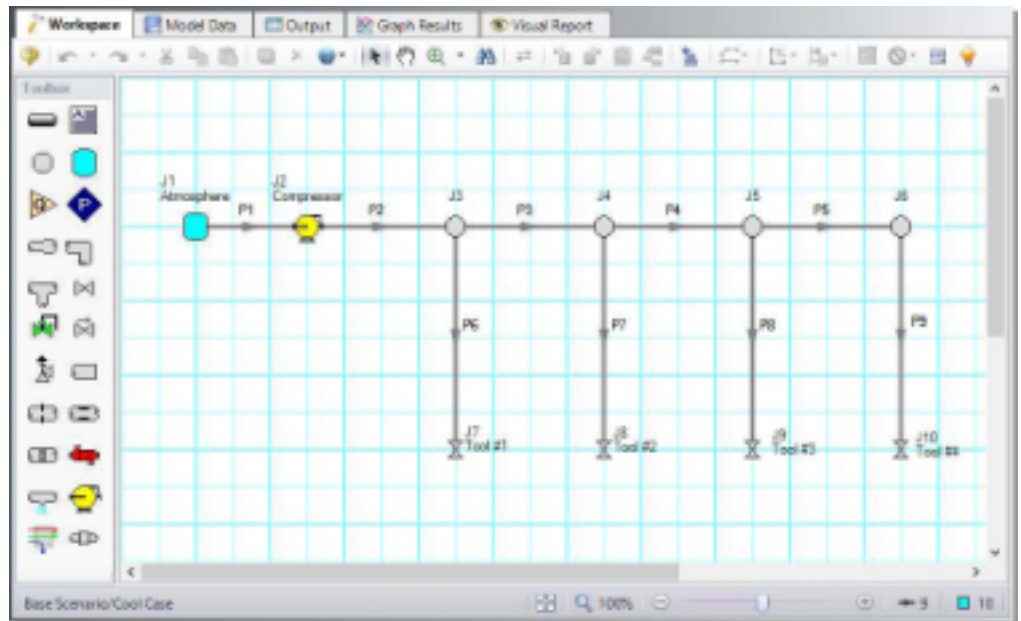 Workspace Model Data Output Graph Results Visual Report
Toolbox
J1
Atmosphere
P1
J2
Compressor
P2
J3
P3
J4
P4
J5
P5
J6
P6
P7
P8
P9
J7
Tool #1
J8
Tool #2
J9
Tool #3
J10
Tool #4
Base Scenario/Cool Case
100%
9
10